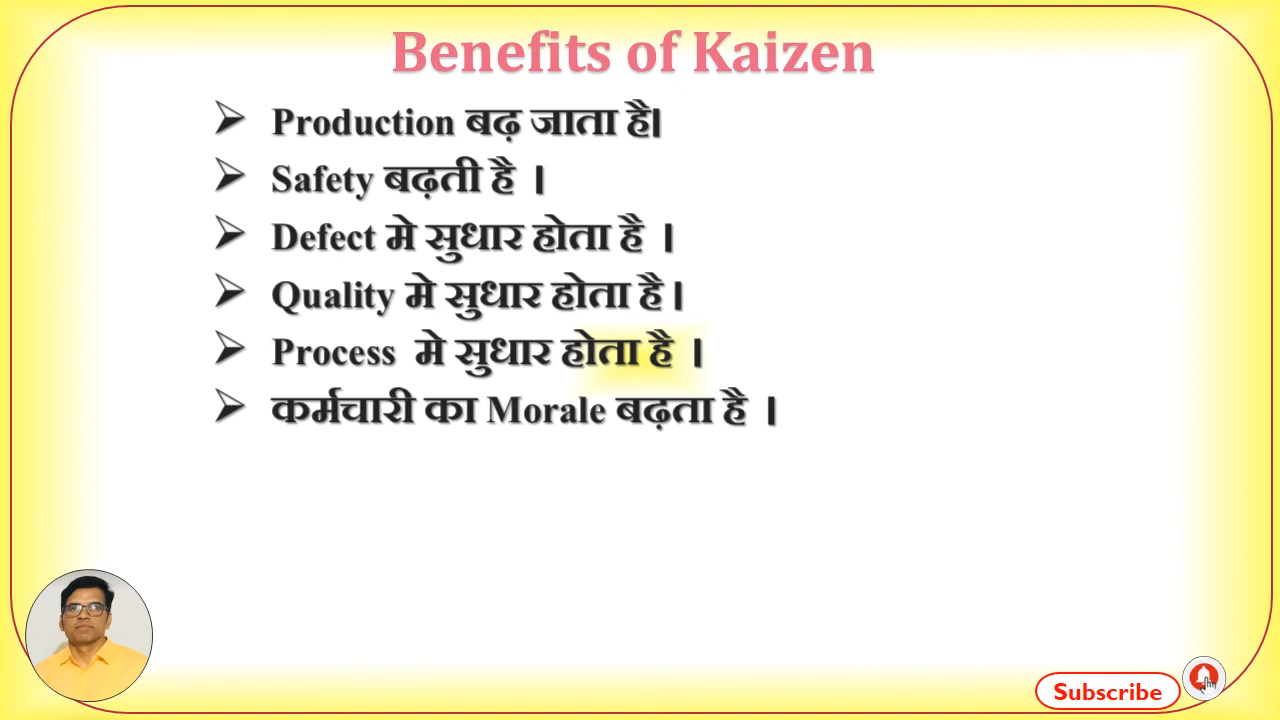 Benefits of Kaizen
Production बढ़ जाता है।
Safety बढ़ती है ।
Defect मे सुधार होता है ।
Quality मे सुधार होता है।
Process मे सुधार होता है ।
कर्मचारी का Morale बढ़ता है ।
Subscribe